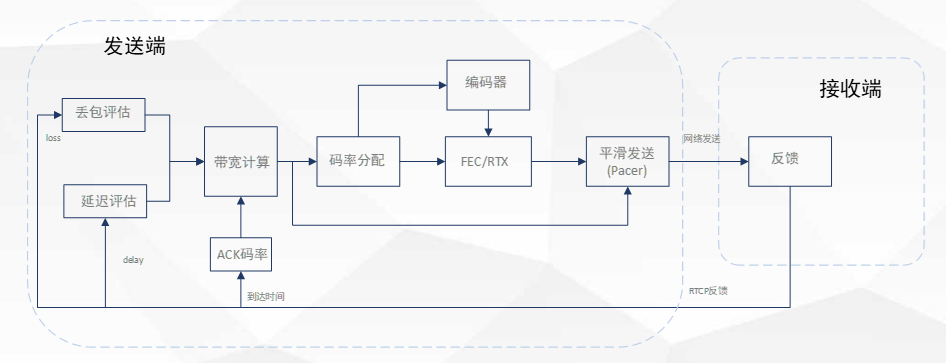 发送端
接收端
编码器
丢包评估
loss
网络发送
带宽计算
码率分配
FEC/RTX
平滑发送
(Pacer)
反馈
延迟评估
ACK码率
delay
到达时间
RTCP反馈